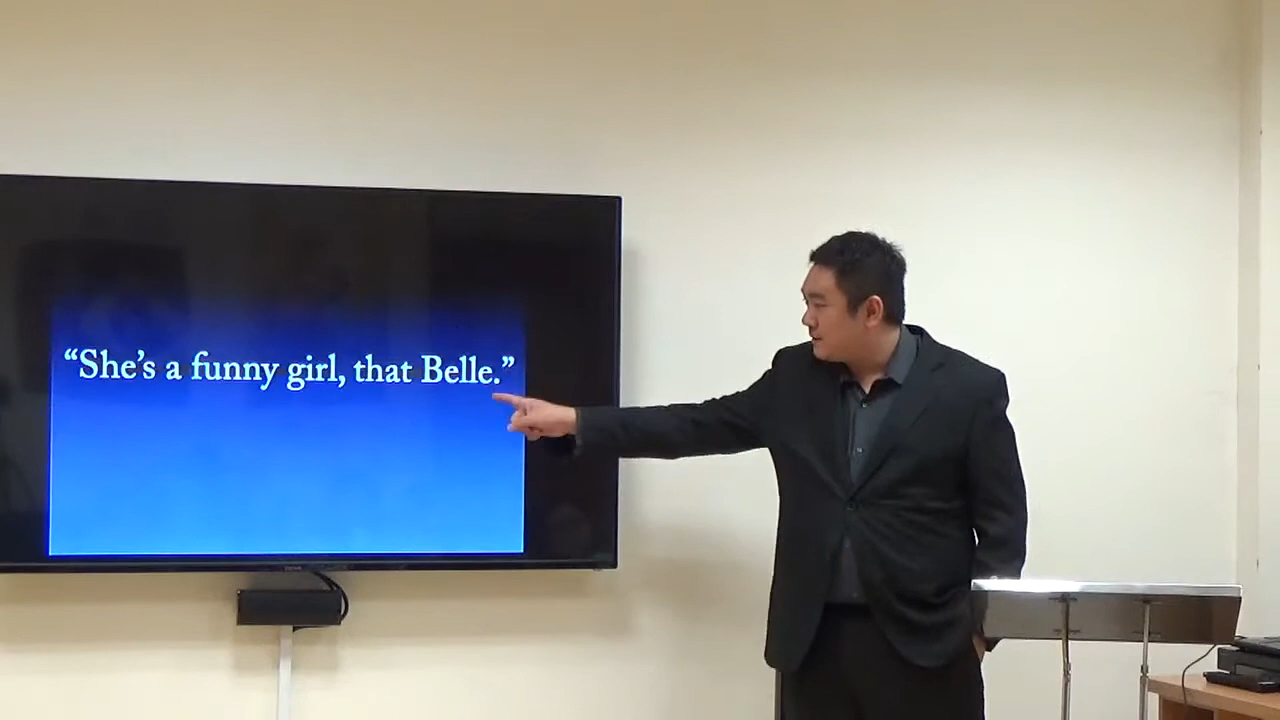 “She’s a funny girl, that Belle.”